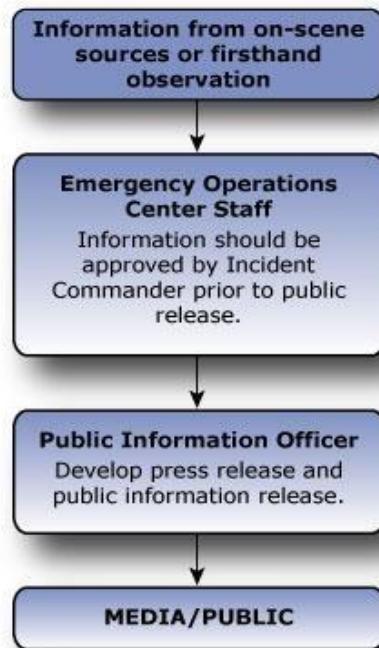 Information from on-scene
sources or firsthand
observation
Emergency Operations
Center Staff
Information should be
approved by Incident
Commander prior to public
release.
Public Information Officer
Develop press release and
public information release.
MEDIA/PUBLIC